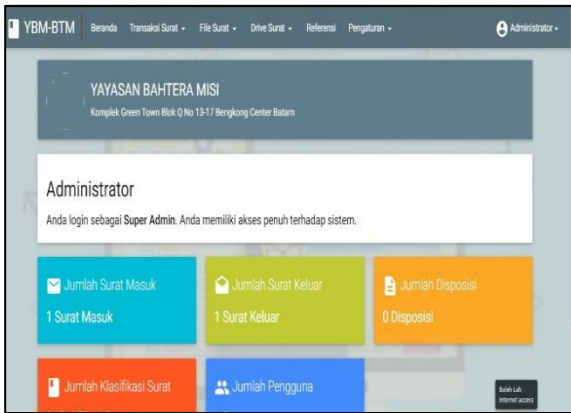 YBM-BTM Beranda Transaksi Surat File Surat Drive Surat Referensi Pengaturan Administrator
YAYASAN BAHTERA MISI
Komplek Green Town Blok Q No 13-17 Bengkong Center Batam
Administrator
Anda login sebagai Super Admin. Anda memiliki akses penuh terhadap sistem.
Jumlah Surat Masuk
1 Surat Masuk
Jumlah Surat Keluar
1 Surat Keluar
Jumlah Disposisi
0 Disposisi
Jumlah Klasifikasi Surat
Jumlah Pengguna
Boleh Lah
Internet access